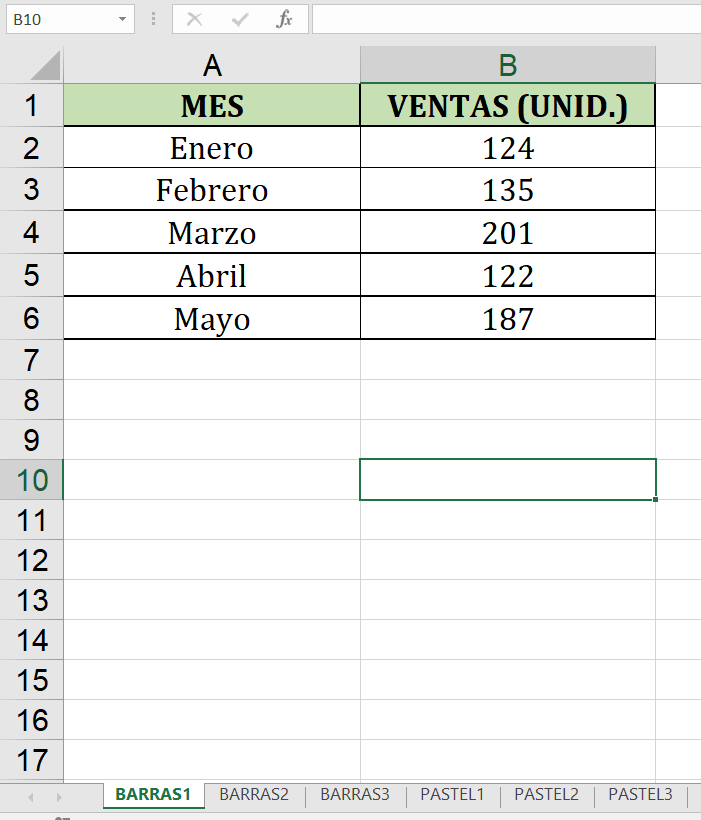 B10 fx
A B
1 MES VENTAS (UNID.)
2 Enero 124
3 Febrero 135
4 Marzo 201
5 Abril 122
6 Mayo 187
7
8
9
10
11
12
13
14
15
16
17
BARRAS1 BARRAS2 BARRAS3 PASTEL1 PASTEL2 PASTEL3